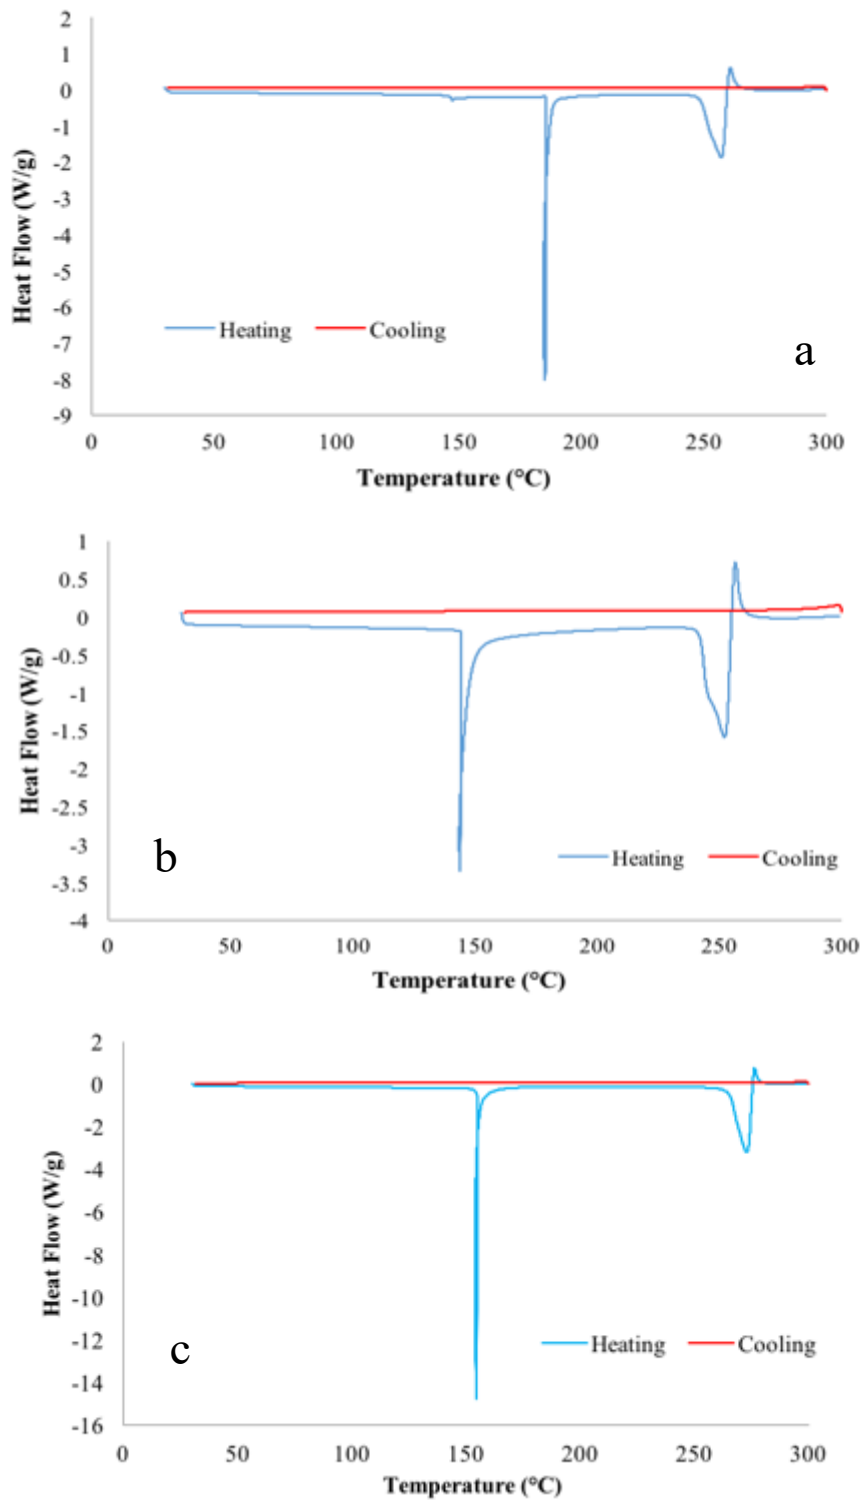 2
1
0
-1
-2
-3
-4
-5
-6
-7
-8
-9
Heat Flow (W/g)
Heating Cooling
a
0 50 100 150 200 250 300
Temperature (°C)
1
0.5
0
-0.5
-1
-1.5
-2
-2.5
-3
-3.5
-4
Heat Flow (W/g)
b
Heating Cooling
0 50 100 150 200 250 300
Temperature (°C)
2
0
-2
-4
-6
-8
-10
-12
-14
-16
Heat Flow (W/g)
c
Heating Cooling
0 50 100 150 200 250 300
Temperature (°C)